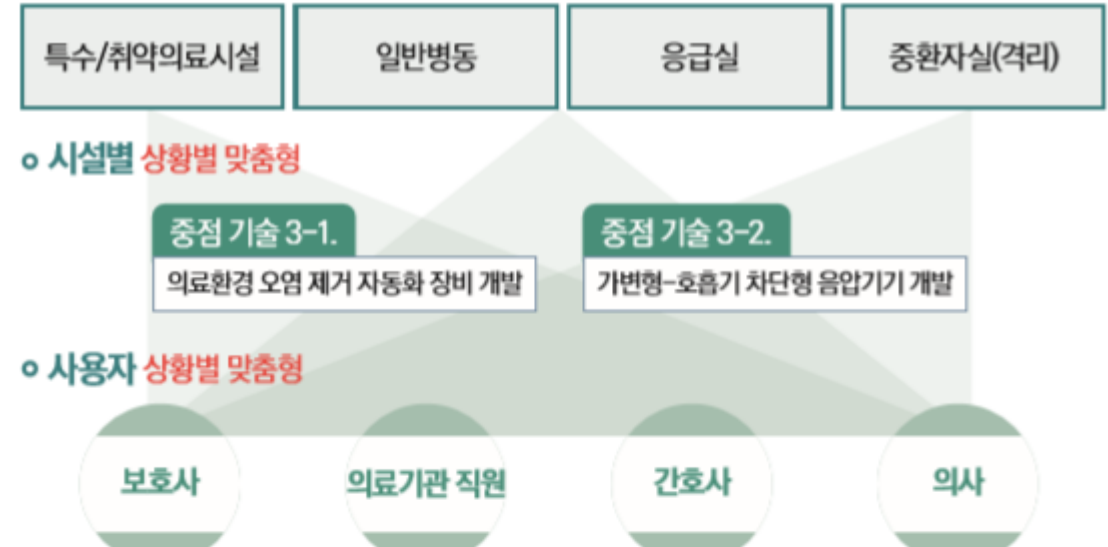 특수/취약의료시설
일반병동
응급실
중환자실(격리)
시설별 상황별 맞춤형
중점 기술 3-1.
의료환경 오염 제거 자동화 장비 개발
중점 기술 3-2.
가변형-호흡기 차단형 음압기기 개발
사용자 상황별 맞춤형
보호사
의료기관 직원
간호사
의사